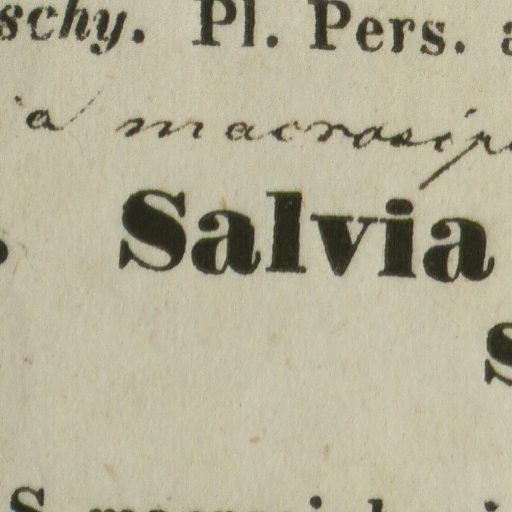 schy. Pl. Pers.
a macrosip
Salvia
S